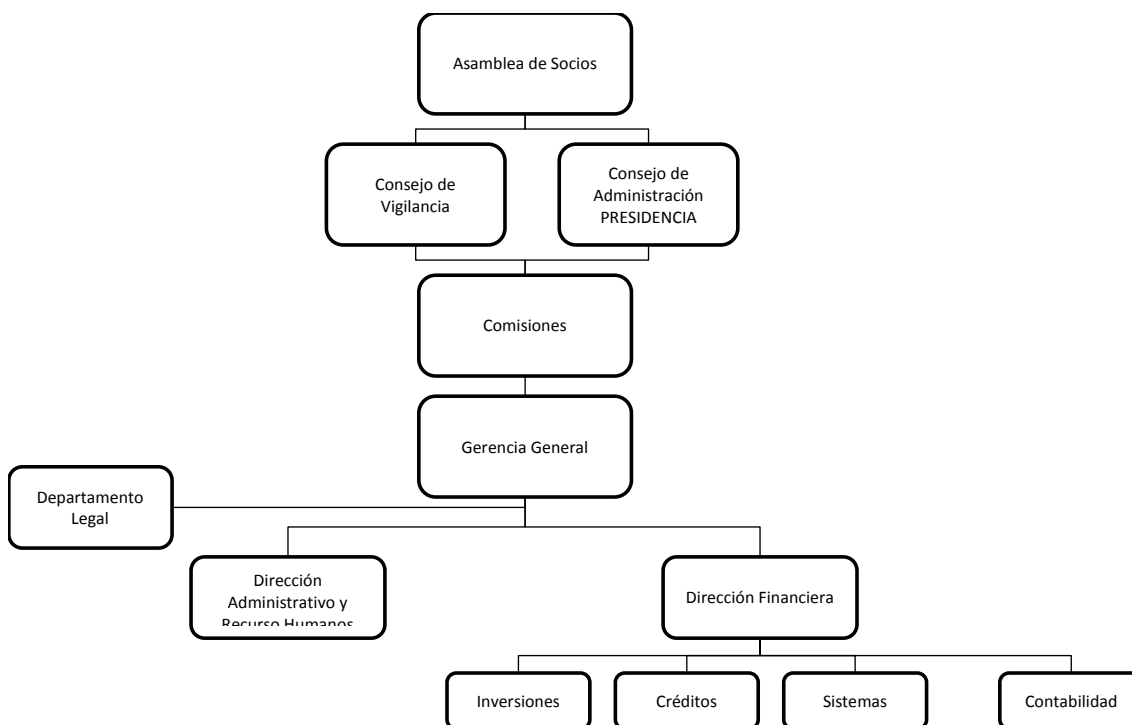 Asamblea de Socios
Consejo de
Vigilancia
Consejo de
Administración
PRESIDENCIA
Comisiones
Gerencia General
Departamento
Legal
Dirección
Administrativo y
Recurso Humanos
Dirección Financiera
Inversiones
Créditos
Sistemas
Contabilidad